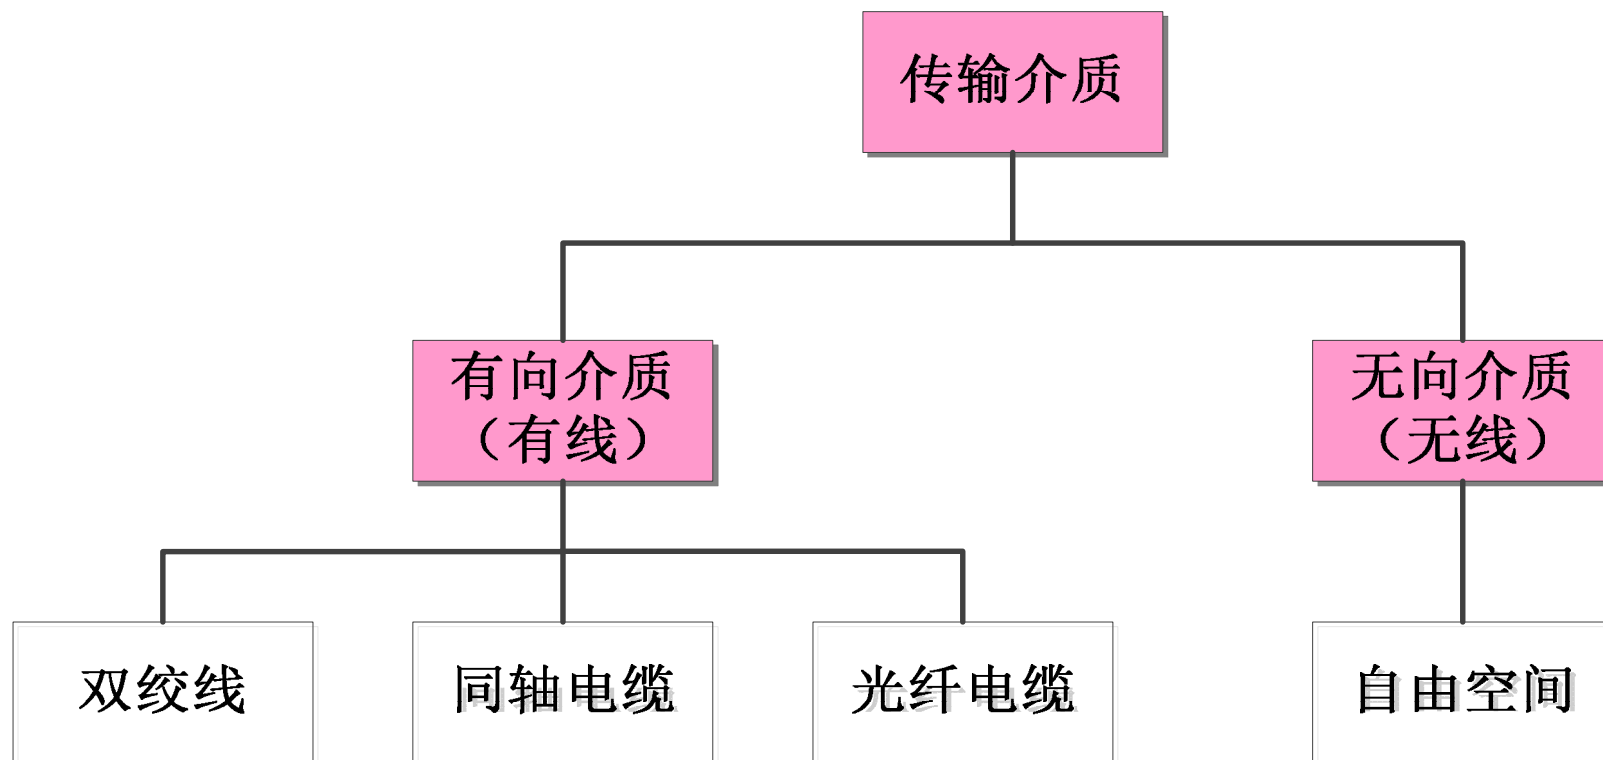 传输介质
有向介质
（有线）
无向介质
（无线）
双绞线
同轴电缆
光纤电缆
自由空间